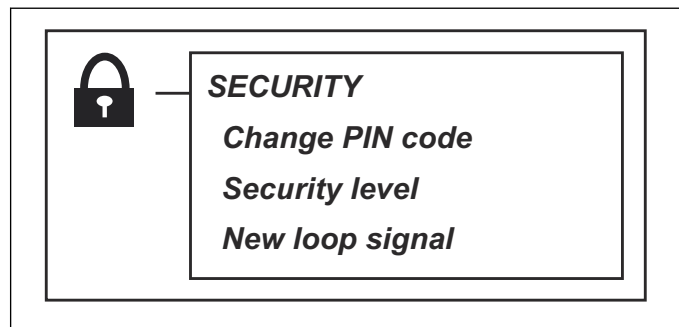 SECURITY
Change PIN code
Security level
New loop signal